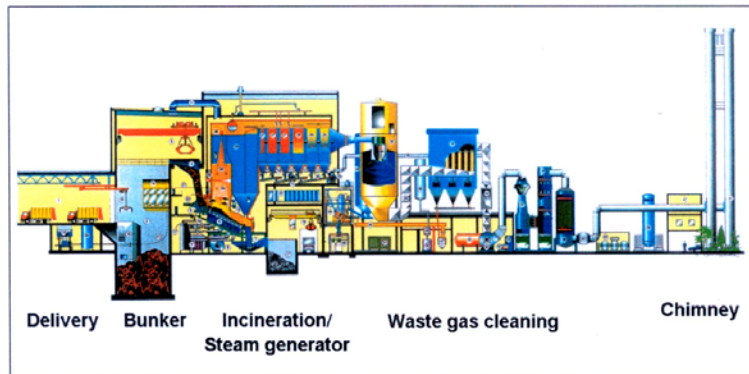 Delivery
Bunker
Incineration/
Steam generator
Waste gas cleaning
Chimney